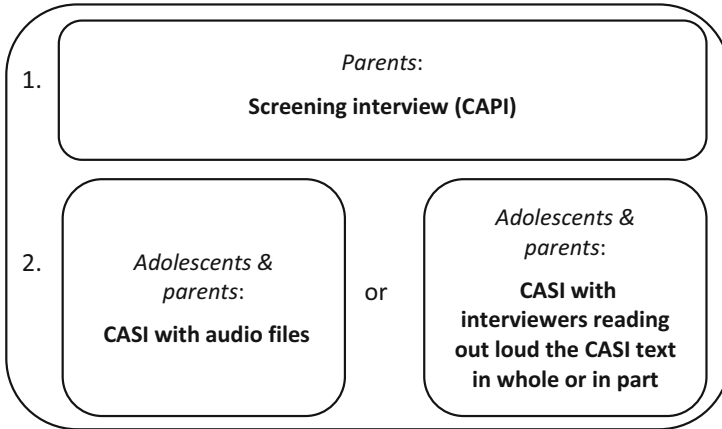 1.
Parents:
Screening interview (CAPI)
2.
Adolescents &
parents:
CASI with audio files
or
Adolescents &
parents:
CASI with
interviewers reading
out loud the CASI text
in whole or in part